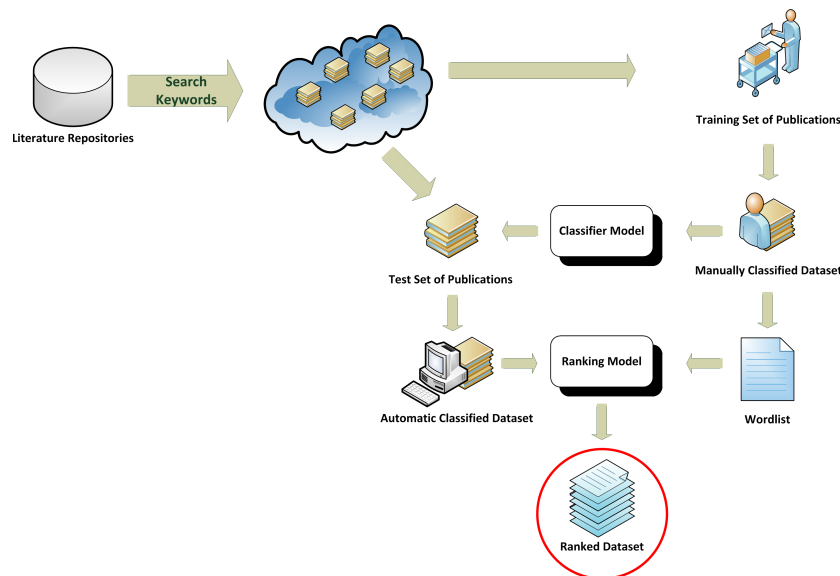 Search
Keywords
Literature Repositories
Training Set of Publications
Classifier Model
Test Set of Publications
Manually Classified Dataset
Ranking Model
Automatic Classified Dataset
Wordlist
Ranked Dataset